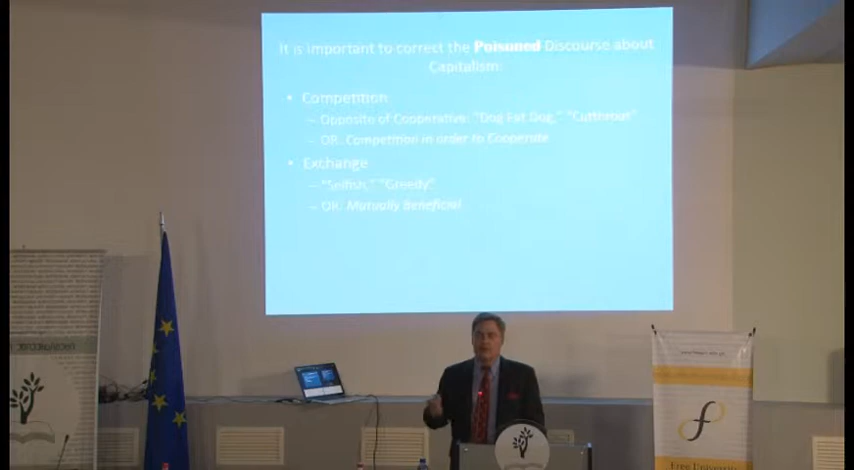 It is important to correct the Poisoned Discourse about
Capitalism:
• Competition
– Opposite of Cooperative: "Dog Eat Dog," "Cutthroat"
– OR: Competition in order to Cooperate
• Exchange
– "Selfish," "Greedy"
– OR: Mutually Beneficial